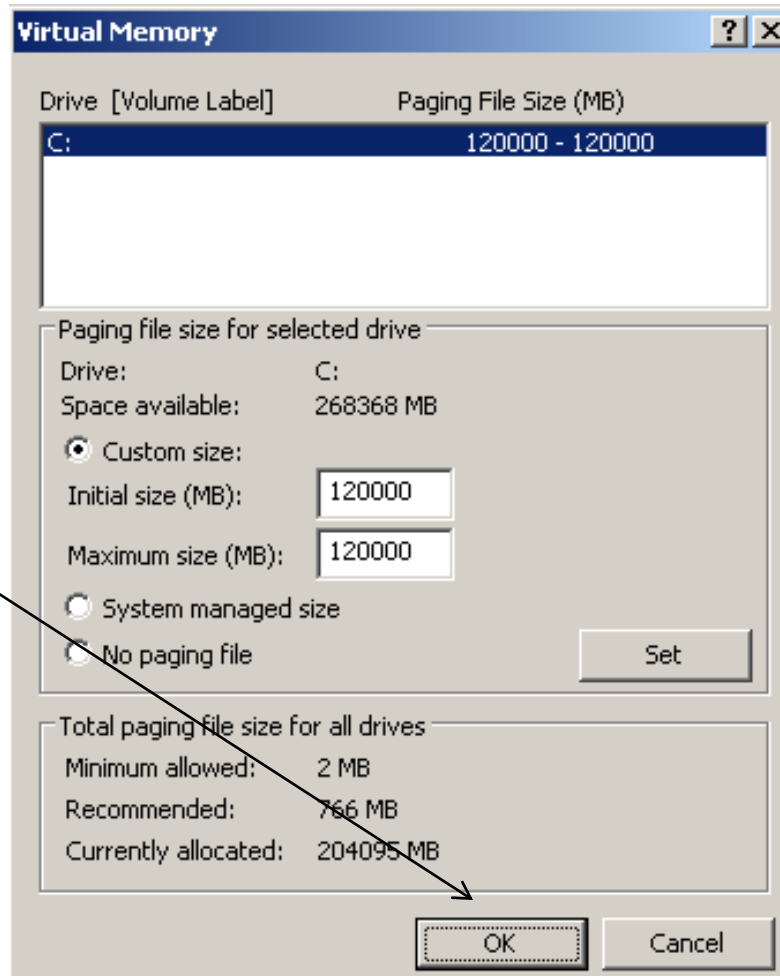 Virtual Memory
Drive [Volume Label] Paging File Size (MB)
C: 120000 - 120000
Paging file size for selected drive
Drive: C:
Space available: 268368 MB
Custom size:
Initial size (MB): 120000
Maximum size (MB): 120000
System managed size
No paging file Set
Total paging file size for all drives
Minimum allowed: 2 MB
Recommended: 766 MB
Currently allocated: 204095 MB
OK Cancel